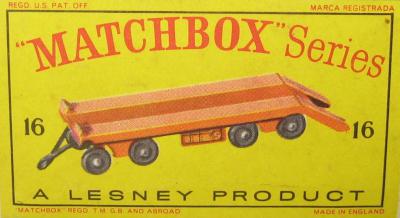 REGD. U.S. PAT. OFF.
MARCA REGISTRADA
"MATCHBOX" Series
16
16
A LESNEY PRODUCT
"MATCHBOX" REGD. T.M. G.B. AND ABROAD
MADE IN ENGLAND